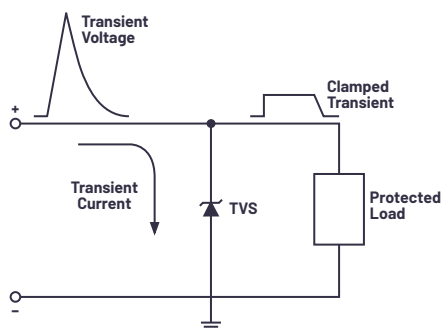 Transient
Voltage
Clamped
Transient
+
Transient
Current
TVS
Protected
Load
-